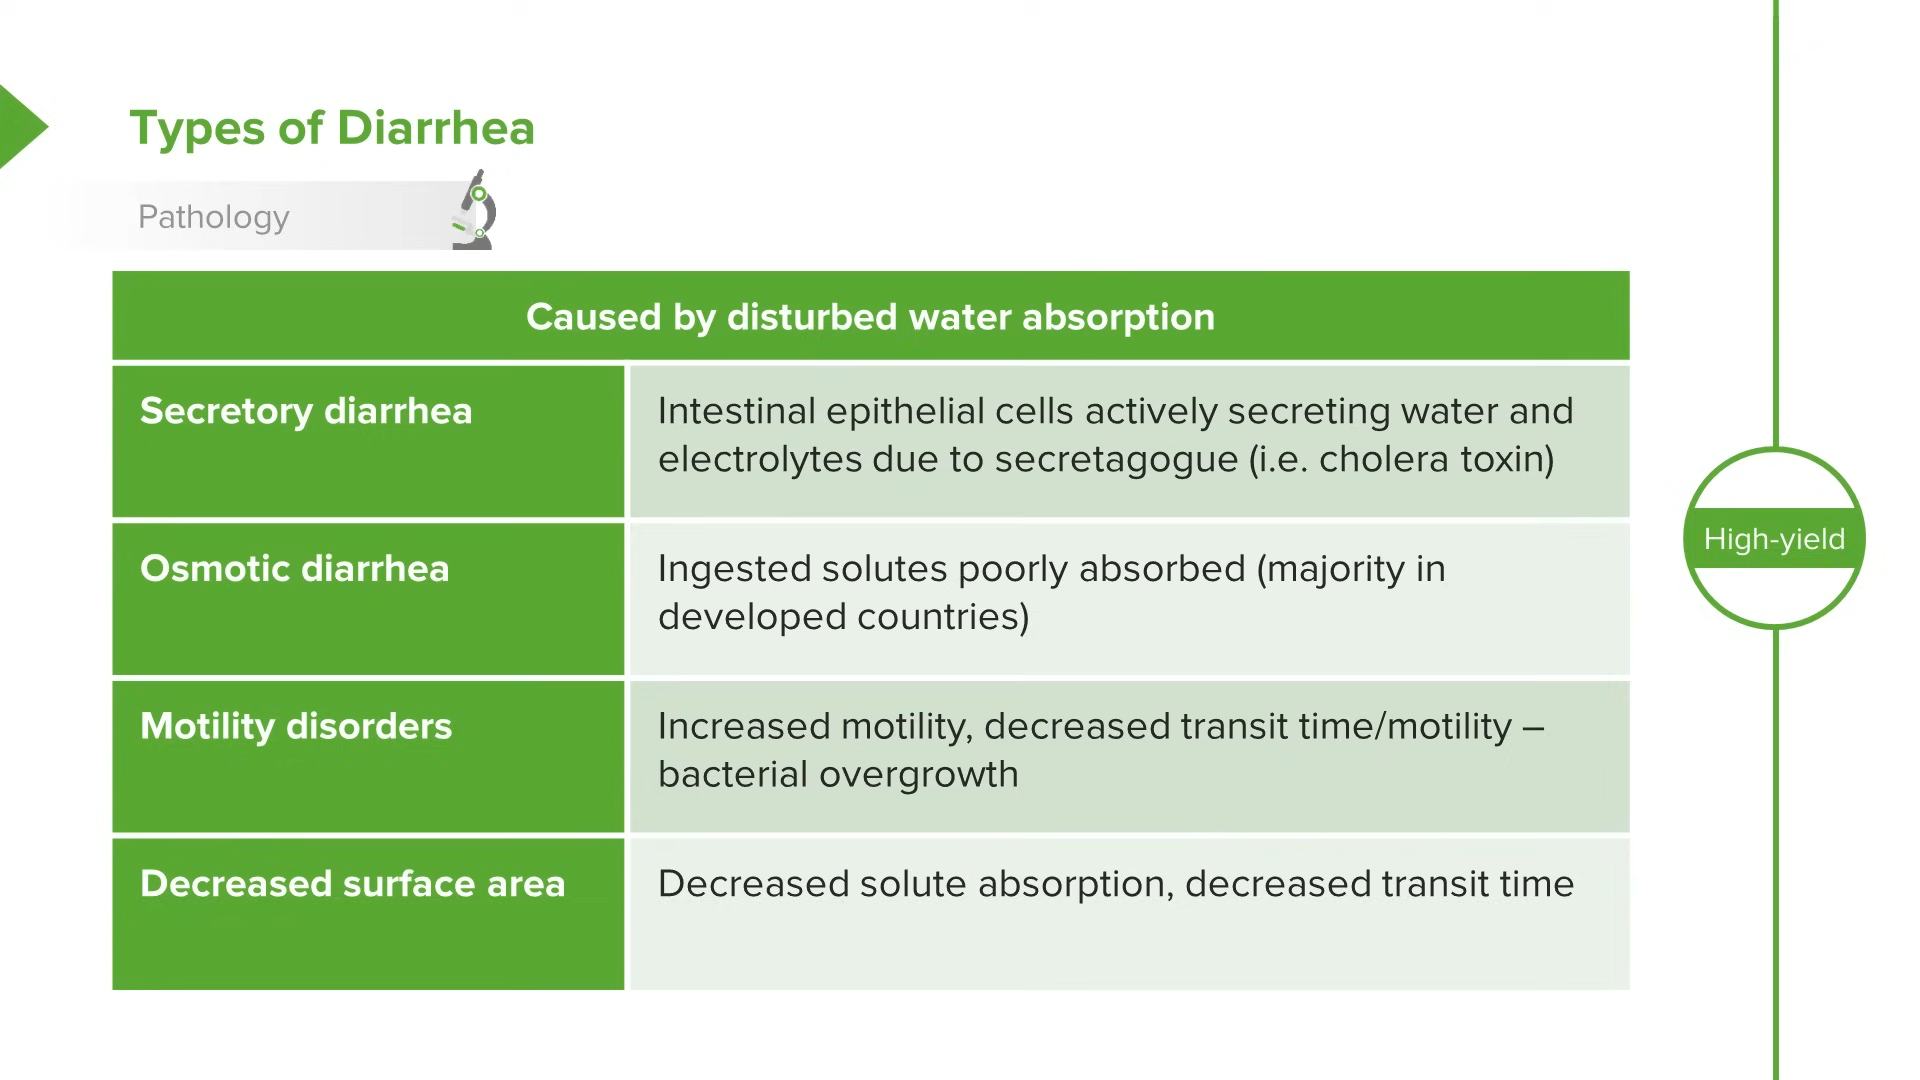 Types of Diarrhea
Pathology
Caused by disturbed water absorption
Secretory diarrhea
Intestinal epithelial cells actively secreting water and
electrolytes due to secretagogue (i.e. cholera toxin)
Osmotic diarrhea
Ingested solutes poorly absorbed (majority in
developed countries)
Motility disorders
Increased motility, decreased transit time/motility –
bacterial overgrowth
Decreased surface area
Decreased solute absorption, decreased transit time
High-yield